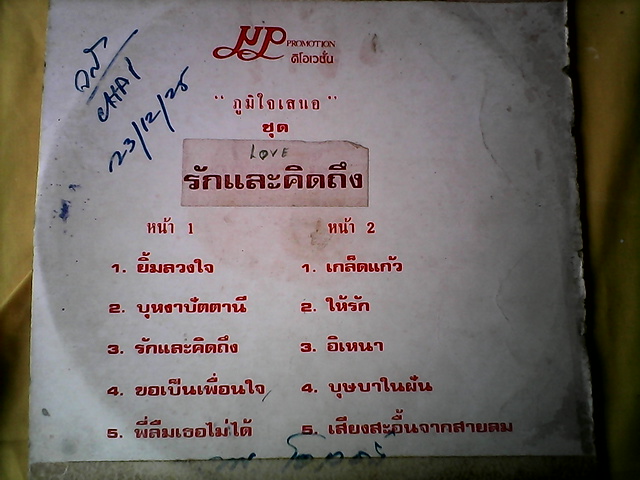 MP PROMOTION
ดีโอเวชั่น
CHAI
23/12/25
"ภูมิใจเสนอ"
ชุด
LOVE
รักและคิดถึง
หน้า 1
1. ยิ้มลวงใจ
2. บุหงาปัตตานี
3. รักและคิดถึง
4. ขอเป็นเพื่อนใจ
5. พี่ลืมเธอไม่ได้
หน้า 2
1. เกล็ดแก้ว
2. ให้รัก
3. อิเหนา
4. บุษบาในฝัน
5. เสียงสะอื้นจากสายลม